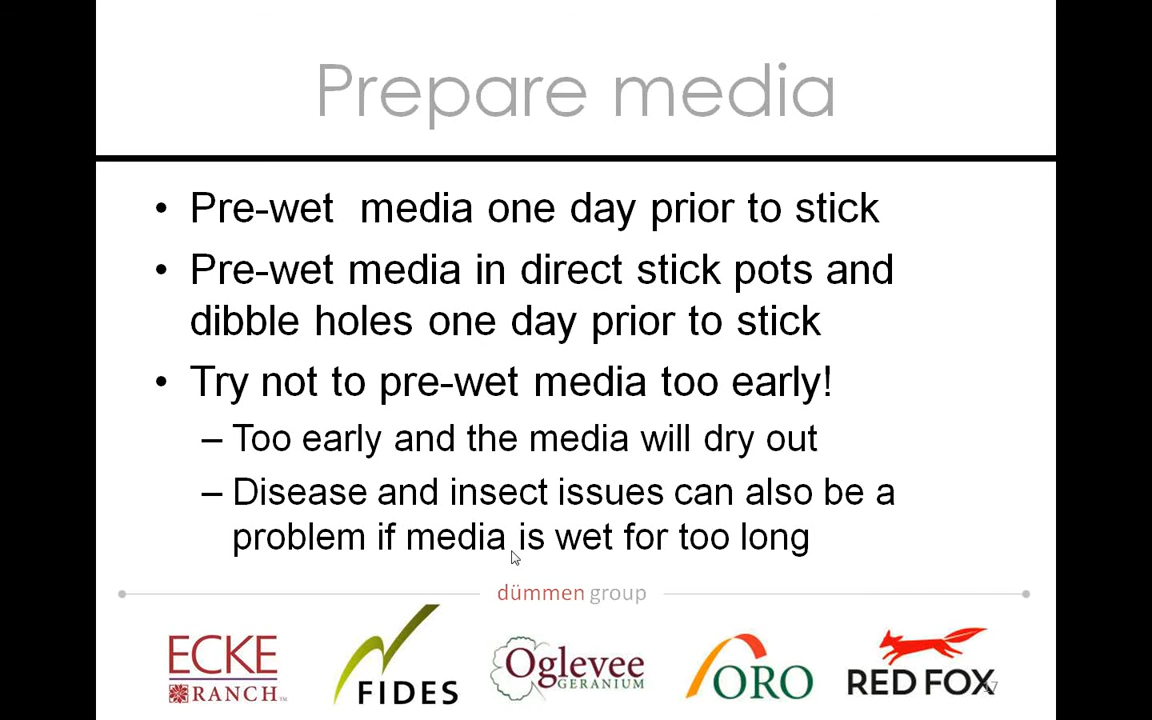 Prepare media
• Pre-wet  media one day prior to stick
• Pre-wet media in direct stick pots and
dibble holes one day prior to stick
• Try not to pre-wet media too early!
– Too early and the media will dry out
– Disease and insect issues can also be a
problem if media is wet for too long
dümmen group
ECKE
RANCH™
FIDES
Oglevee
GERANIUM
ORO
RED FOX